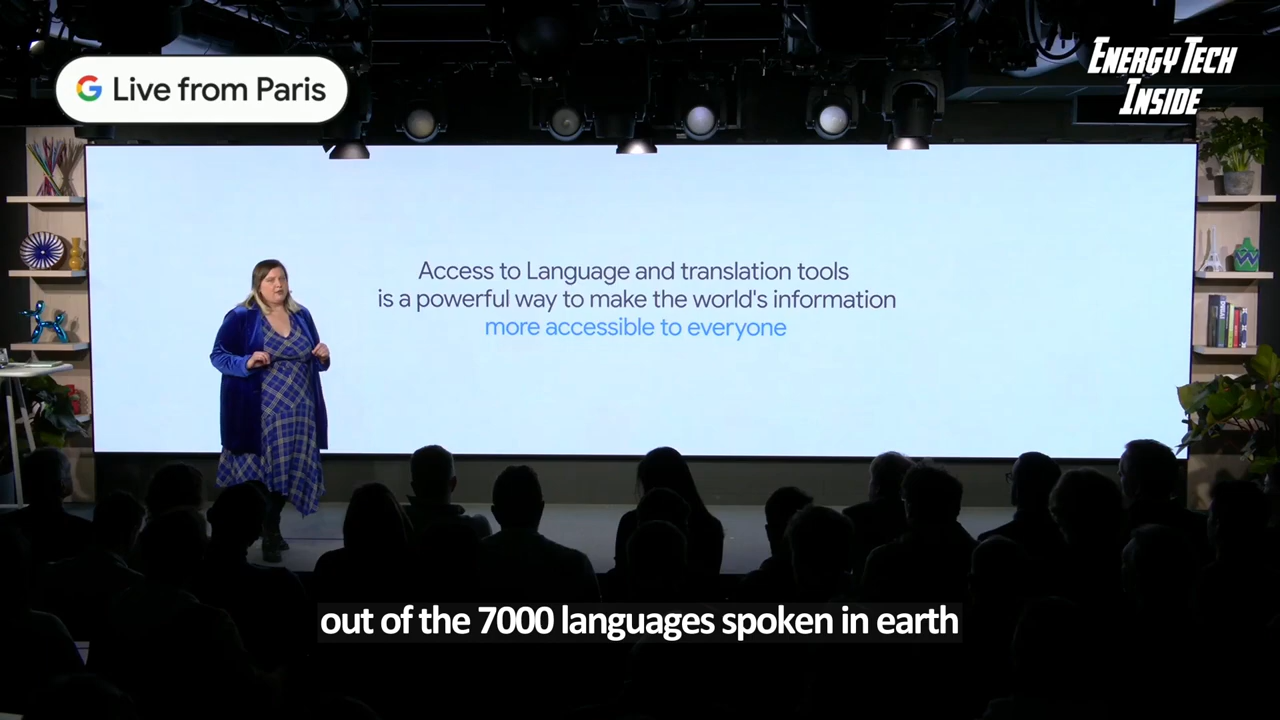 Live from Paris
ENERGY TECH
INSIDE
Access to Language and translation tools
is a powerful way to make the world's information
more accessible to everyone
out of the 7000 languages spoken in earth